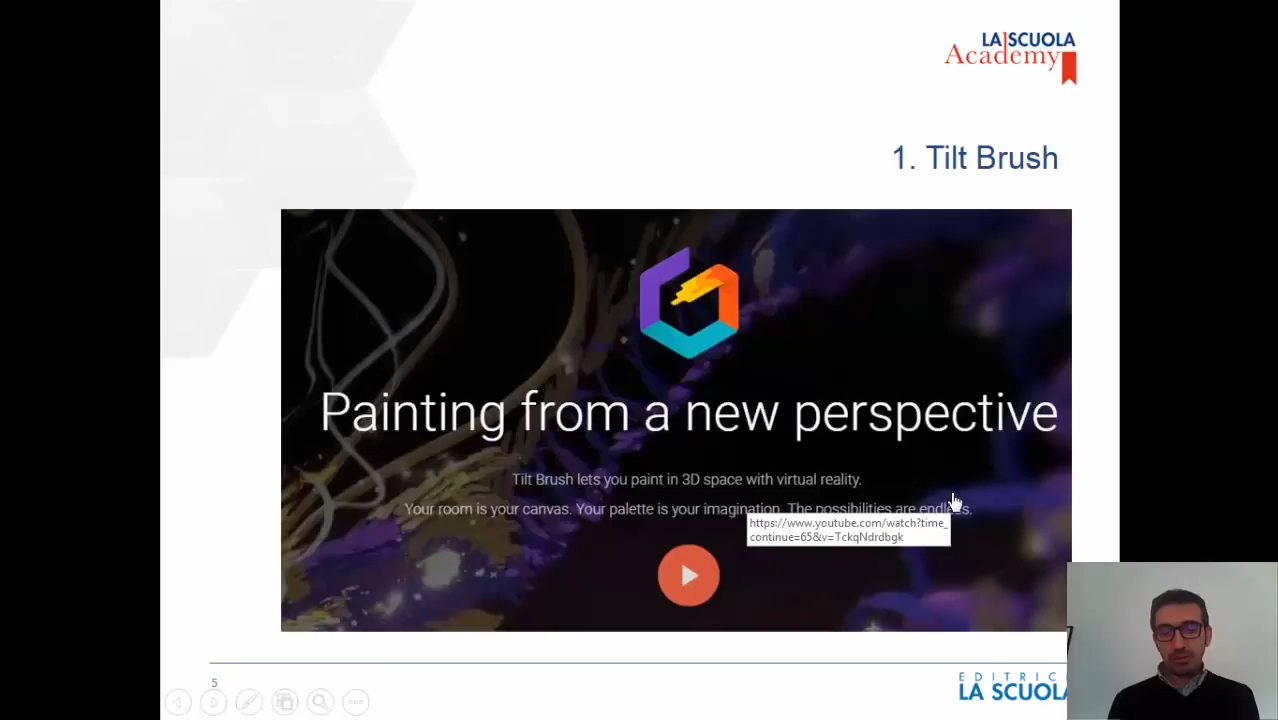 LA SCUOLA
Academy
1. Tilt Brush
Painting from a new perspective
Tilt Brush lets you paint in 3D space with virtual reality.
Your room is your canvas. Your palette is your imagination. The possibilities are endless.
https://www.youtube.com/watch?time_
continue=65&v=TckqNdrdbgk
5
EDITRIC
LA SCUOLA